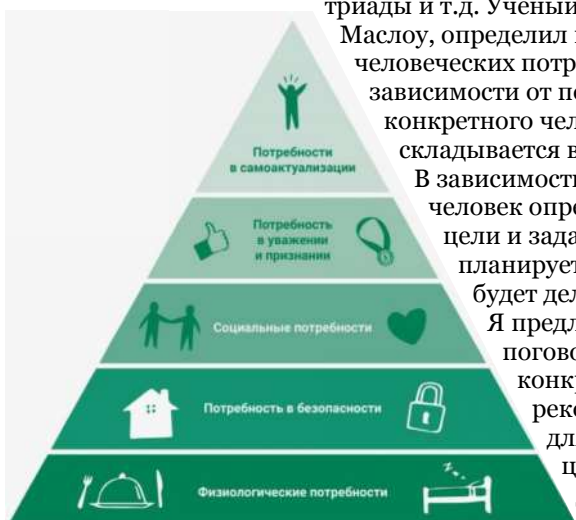 триады и т.д. Ученый
Маслоу, определил
человеческих
зависимости от
конкретного
складывается
В зависимости
человек
цели и
планирует
будет
Я

для
Потребности
в самоактуализации
Потребность
в уважении
и признании
Социальные потребности
Потребность в безопасности
z z z
Физиологические потребности